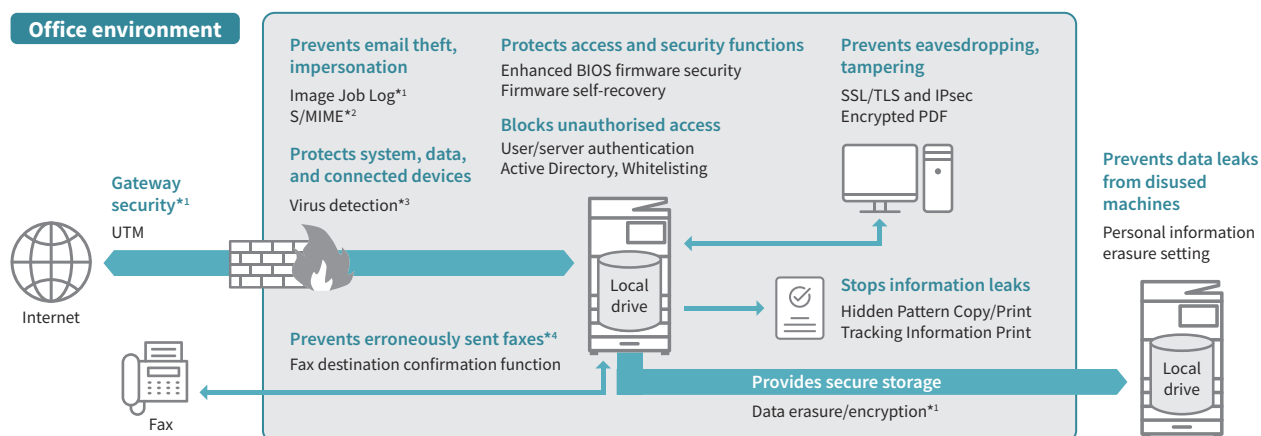 Office environment
Prevents email theft,
impersonation
Image Job Log*1
S/MIME*2
Protects system, data,
and connected devices
Virus detection*3
Protects access and security functions
Enhanced BIOS firmware security
Firmware self-recovery
Blocks unauthorised access
User/server authentication
Active Directory, Whitelisting
Prevents eavesdropping,
tampering
SSL/TLS and IPsec
Encrypted PDF
Gateway
security*1
UTM
Internet
Local
drive
Stops information leaks
Hidden Pattern Copy/Print
Tracking Information Print
Prevents data leaks
from disused
machines
Personal information
erasure setting
Local
drive
Prevents erroneously sent faxes*4
Fax destination confirmation function
Fax
Provides secure storage
Data erasure/encryption*1